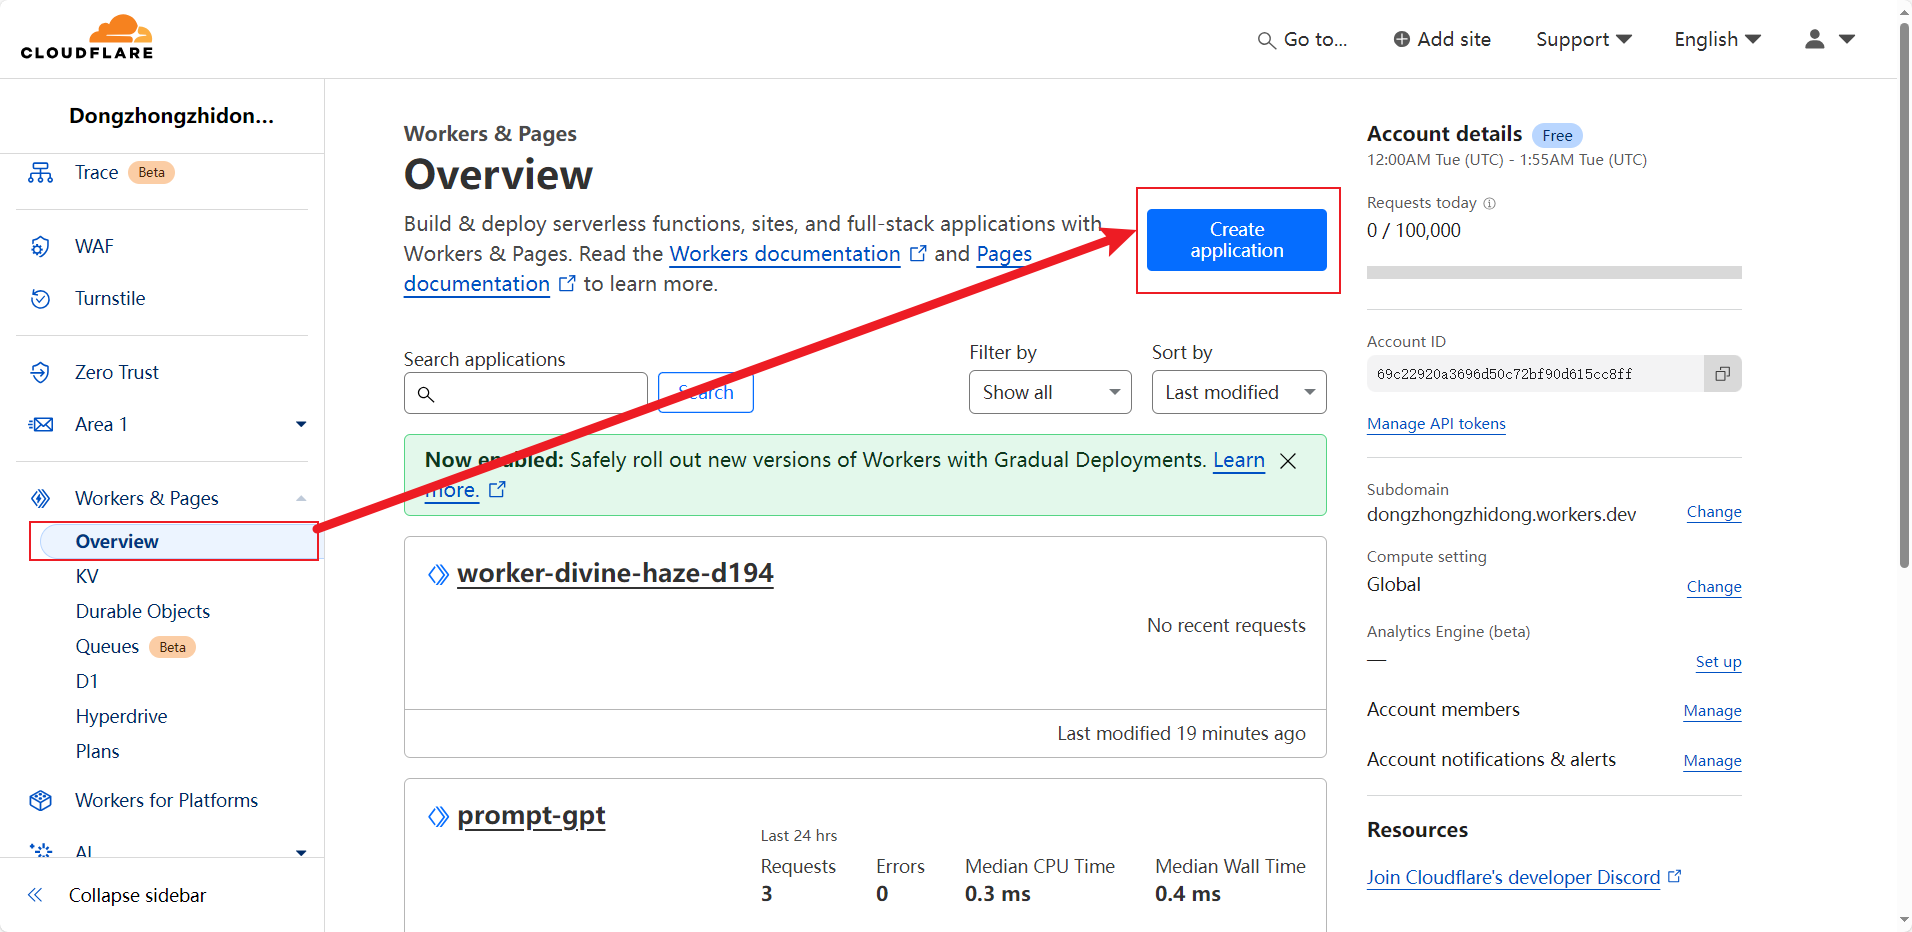 CLOUDFLARE
Go to...
Add site
Support
English
Dongzhongzhidon...
Trace Beta
WAF
Turnstile
Zero Trust
Area 1
Workers & Pages
Overview
KV
Durable Objects
Queues Beta
D1
Hyperdrive
Plans
Workers for Platforms
AI
Collapse sidebar
Workers & Pages
Overview
Build & deploy serverless functions, sites, and full-stack applications with
Workers & Pages. Read the Workers documentation and Pages
documentation to learn more.
Create
application
Search applications
Search
Filter by
Show all
Sort by
Last modified
Now enabled: Safely roll out new versions of Workers with Gradual Deployments. Learn
more.
worker-divine-haze-d194
No recent requests
Last modified 19 minutes ago
prompt-gpt
Last 24 hrs
Requests Errors Median CPU Time Median Wall Time
3 0 0.3 ms 0.4 ms
Account details Free
12:00AM Tue (UTC) - 1:55AM Tue (UTC)
Requests today
0 / 100,000
Account ID
69c22920a3696d50c72bf90d615cc8ff
Manage API tokens
Subdomain
dongzhongzhidong.workers.dev Change
Compute setting
Global Change
Analytics Engine (beta)
— Set up
Account members Manage
Account notifications & alerts Manage
Resources
Join Cloudflare's developer Discord